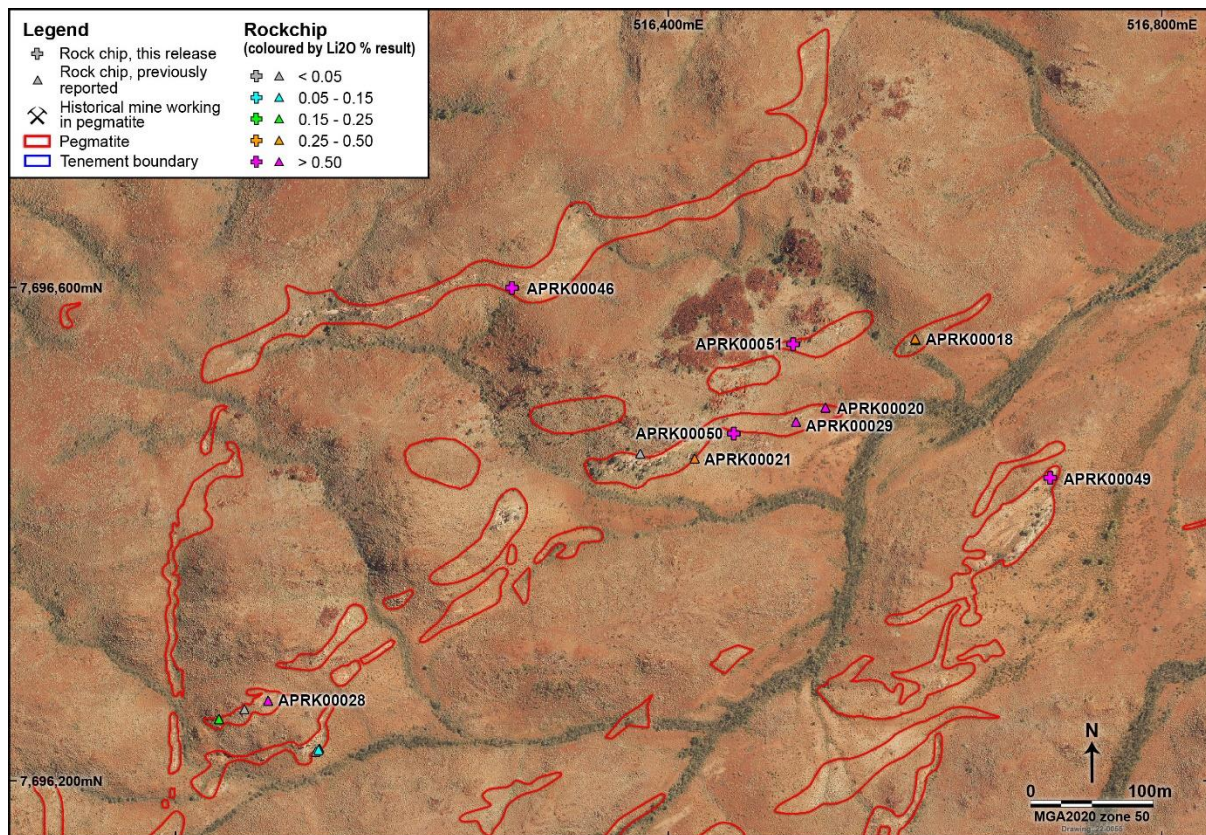 516,400mE
516,800mE
Legend
Rock chip, this release
Rock chip, previously
reported
Historical mine working
in pegmatite
Pegmatite
Tenement boundary
Rockchip
(coloured by Li2O % result)
< 0.05
0.05 - 0.15
0.15 - 0.25
0.25 - 0.50
> 0.50
7,696,600mN
APRK00046
APRK00051
APRK00018
APRK00020
APRK00029
APRK00050
APRK00021
APRK00049
APRK00028
7,696,200mN
N
0
100m
MGA2020 zone 50
Drawing: 22-0055